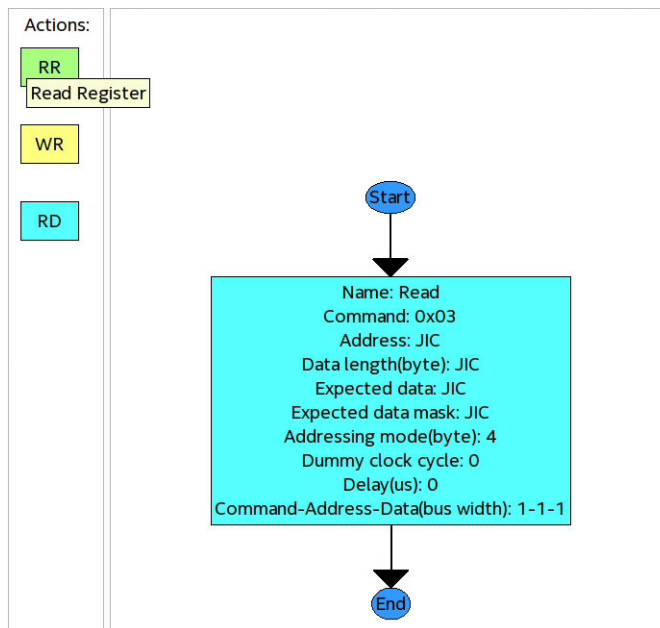 Actions:
RR
Read Register
WR
RD
Start
Name: Read
Command: 0x03
Address: JIC
Data length(byte): JIC
Expected data: JIC
Expected data mask: JIC
Addressing mode(byte): 4
Dummy clock cycle: 0
Delay(us): 0
Command-Address-Data(bus width): 1-1-1
End